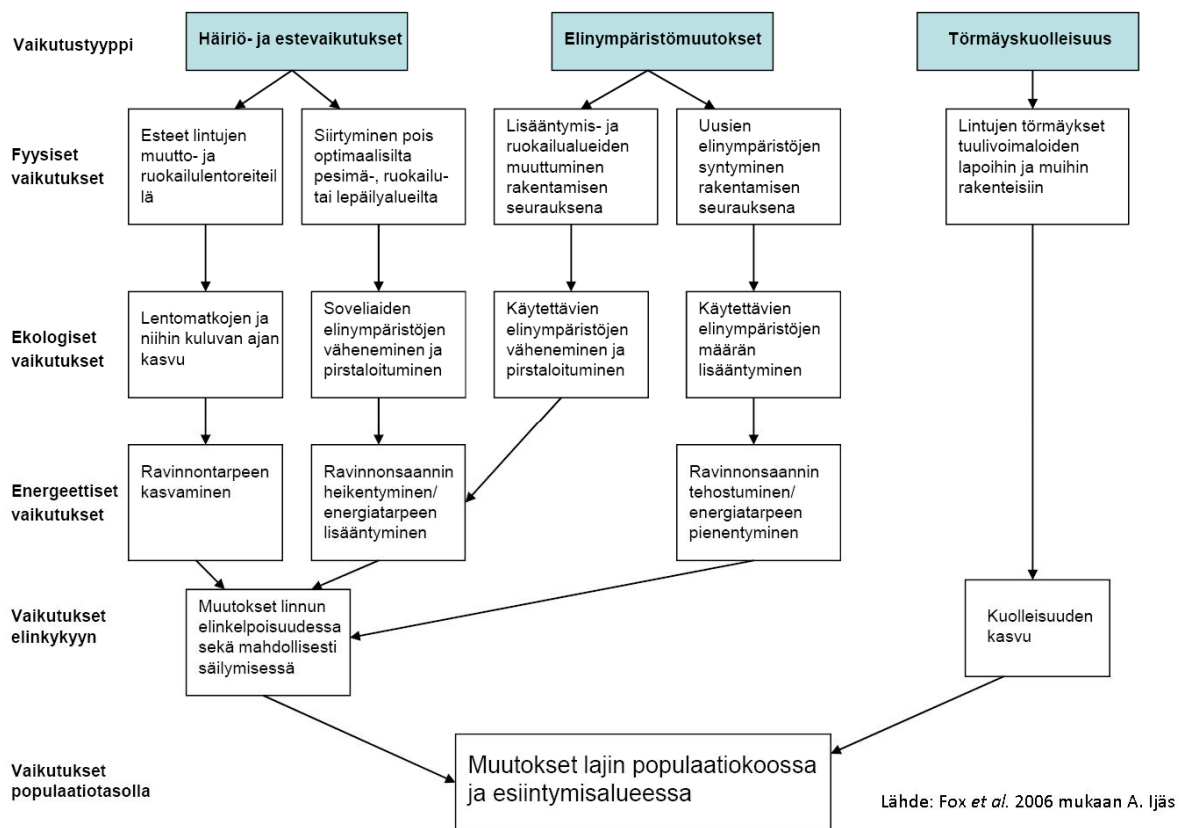 Vaikutustyyppi
Häiriö- ja estevaikutukset
Elinympäristömuutokset
Törmäyskuolleisuus
Fyysiset
vaikutukset
Esteet lintujen
muutto- ja
ruokailulentoreiteil
lä
Siirtyminen pois
optimaalisilta
pesimä-, ruokailu-
tai lepäilyalueilta
Lisääntymis- ja
ruokailualueiden
muuttuminen
rakentamisen
seurauksena
Uusien
elinympäristöjen
syntyminen
rakentamisen
seurauksena
Lintujen törmäykset
tuulivoimaloiden
lapoihin ja muihin
rakenteisiin
Ekologiset
vaikutukset
Lentomatkojen ja
niihin kuluvan ajan
kasvu
Soveliaiden
elinympäristöjen
väheneminen ja
pirstaloituminen
Käytettävien
elinympäristöjen
väheneminen ja
pirstaloituminen
Käytettävien
elinympäristöjen
määrän
lisääntyminen
Energeettiset
vaikutukset
Ravinnontarpeen
kasvaminen
Ravinnonsaannin
heikentyminen/
energiatarpeen
lisääntyminen
Ravinnonsaannin
tehostuminen/
energiatarpeen
pienentyminen
Vaikutukset
elinkykyyn
Muutokset linnun
elinkelpoisuudessa
sekä mahdollisesti
säilymisessä
Kuolleisuuden
kasvu
Vaikutukset
populaatiotasolla
Muutokset lajin populaatiokoossa
ja esiintymisalueessa
Lähde: Fox et al. 2006 mukaan A. Ijäs